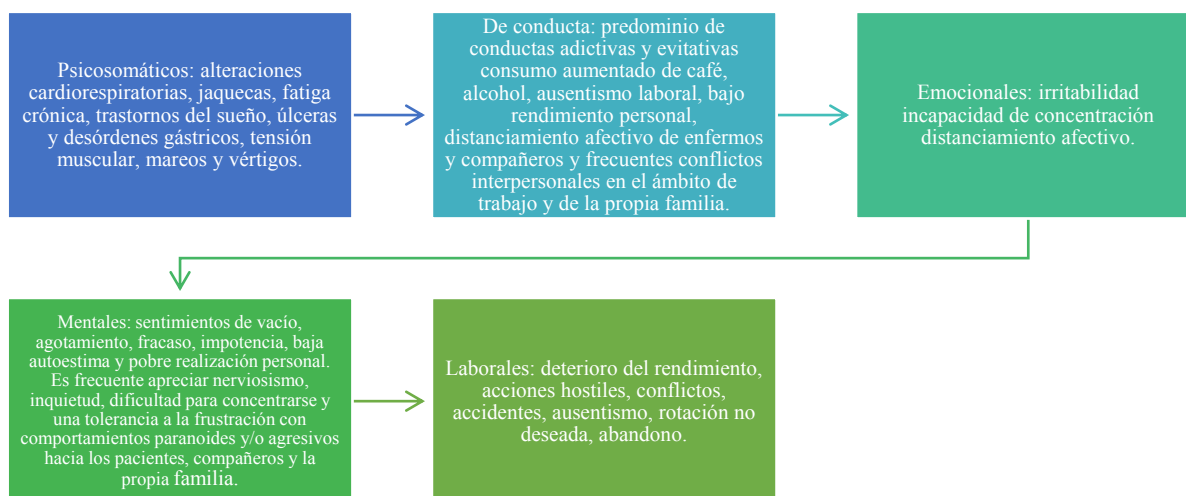 Psicosomáticos: alteraciones
cardiorespiratorias, jaquecas, fatiga
crónica, trastornos del sueño, úlceras
y desórdenes gástricos, tensión
muscular, mareos y vértigos.
De conducta: predominio de
conductas adictivas y evitativas
consumo aumentado de café,
alcohol, ausentismo laboral, bajo
rendimiento personal,
distanciamiento afectivo de enfermos
y compañeros y frecuentes conflictos
interpersonales en el ámbito de
trabajo y de la propia familia.
Emocionales: irritabilidad
incapacidad de concentración
distanciamiento afectivo.
Mentales: sentimientos de vacío,
agotamiento, fracaso, impotencia, baja
autoestima y pobre realización personal.
Es frecuente apreciar nerviosismo,
inquietud, dificultad para concentrarse y
una tolerancia a la frustración con
comportamientos paranoides y/o agresivos
hacia los pacientes, compañeros y la
propia familia.
Laborales: deterioro del rendimiento,
acciones hostiles, conflictos,
accidentes, ausentismo, rotación no
deseada, abandono.